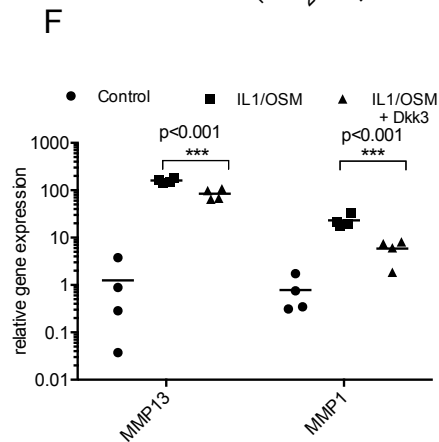 F
Control IL1/OSM IL1/OSM
+ Dkk3
p<0.001 p<0.001
*** ***
relative gene expression
1000
100
10
1
0.1
0.01
MMP13 MMP1